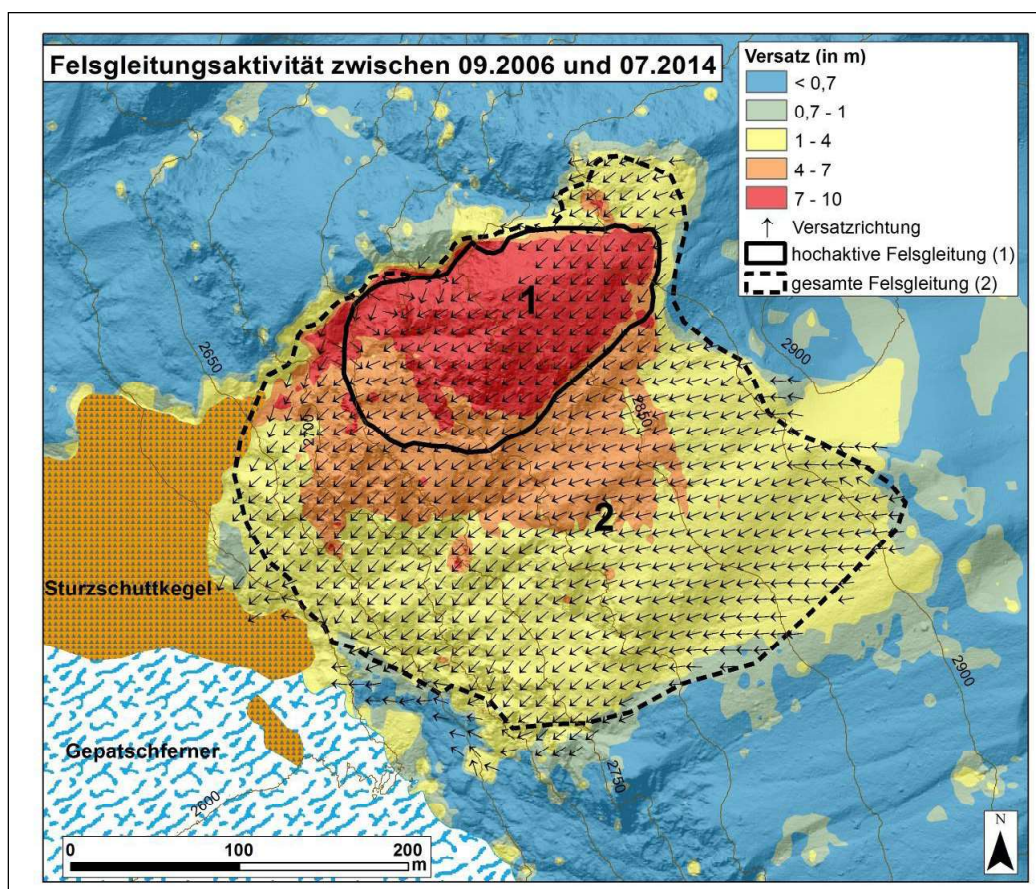 Felsgleitungsaktivität zwischen 09.2006 und 07.2014
Versatz (in m)
< 0,7
0,7 - 1
1 - 4
4 - 7
7 - 10
Versatzrichtung
hochaktive Felsgleitung (1)
gesamte Felsgleitung (2)
1
2650
2900
2700
2850
2
Sturzschuttkegel
2900
Gepatschferner
2750
2600
N
0 100 200
m